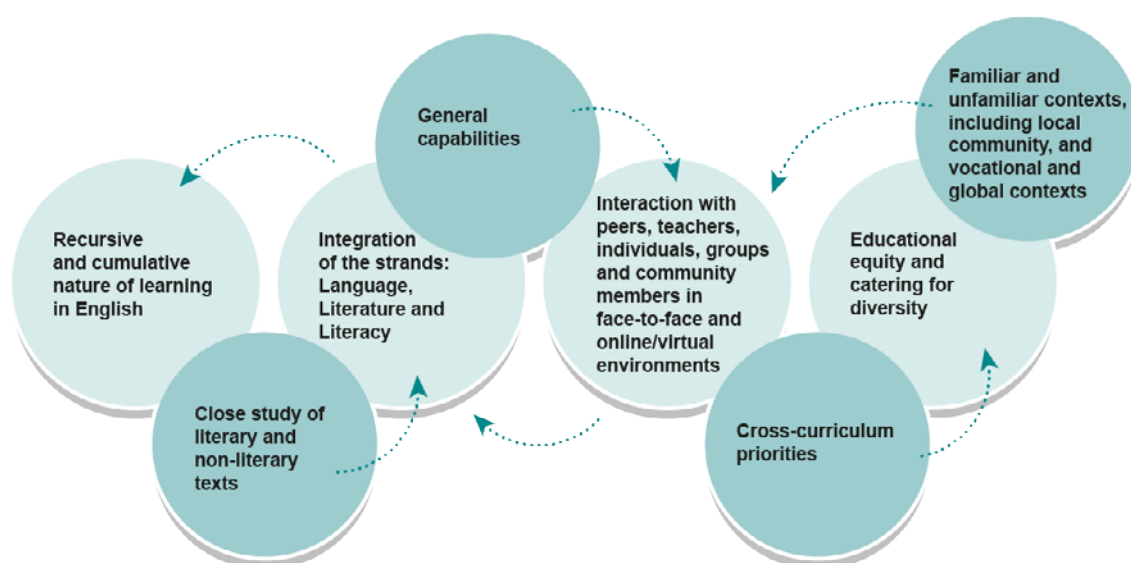 Recursive
and cumulative
nature of learning
in English
Close study of
literary and
non-literary
texts
Integration
of the strands:
Language,
Literature and
Literacy
General
capabilities
Interaction with
peers, teachers,
individuals, groups
and community
members in
face-to-face and
online/virtual
environments
Cross-curriculum
priorities
Educational
equity and
catering for
diversity
Familiar and
unfamiliar contexts,
including local
community, and
vocational and
global contexts